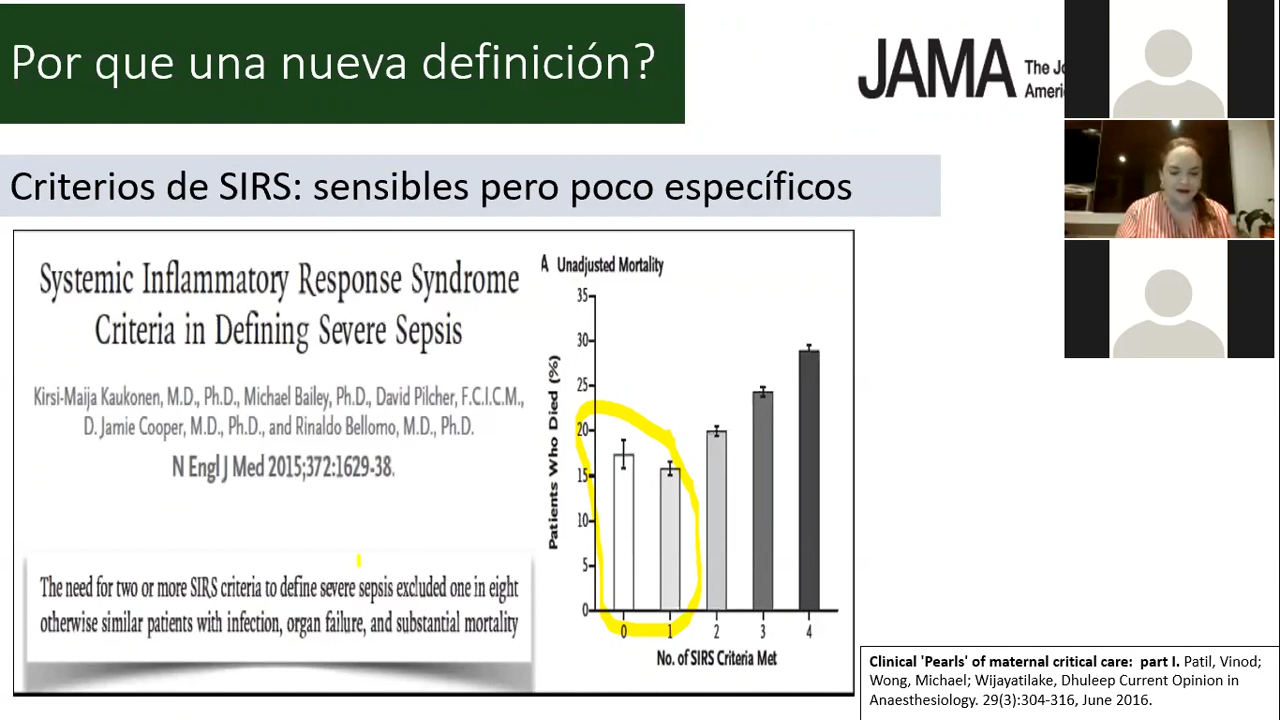 Por que una nueva definición?
JAMA
The Jo
Ameri
Criterios de SIRS: sensibles pero poco específicos
Systemic Inflammatory Response Syndrome
Criteria in Defining Severe Sepsis
Kirsi-Maija Kaukonen, M.D., Ph.D., Michael Bailey, Ph.D., David Pilcher, F.C.I.C.M.,
D. Jamie Cooper, M.D., Ph.D., and Rinaldo Bellomo, M.D., Ph.D.
N Engl J Med 2015;372:1629-38.
The need for two or more SIRS criteria to define severe sepsis excluded one in eight
otherwise similar patients with infection, organ failure, and substantial mortality
A Unadjusted Mortality
Patients Who Died (%)
35
30
25
20
15
10
5
0
0 1 2 3 4
No. of SIRS Criteria Met
Clinical 'Pearls' of maternal critical care: part I. Patil, Vinod;
Wong, Michael; Wijayatilake, Dhuleep Current Opinion in
Anaesthesiology. 29(3):304-316, June 2016.